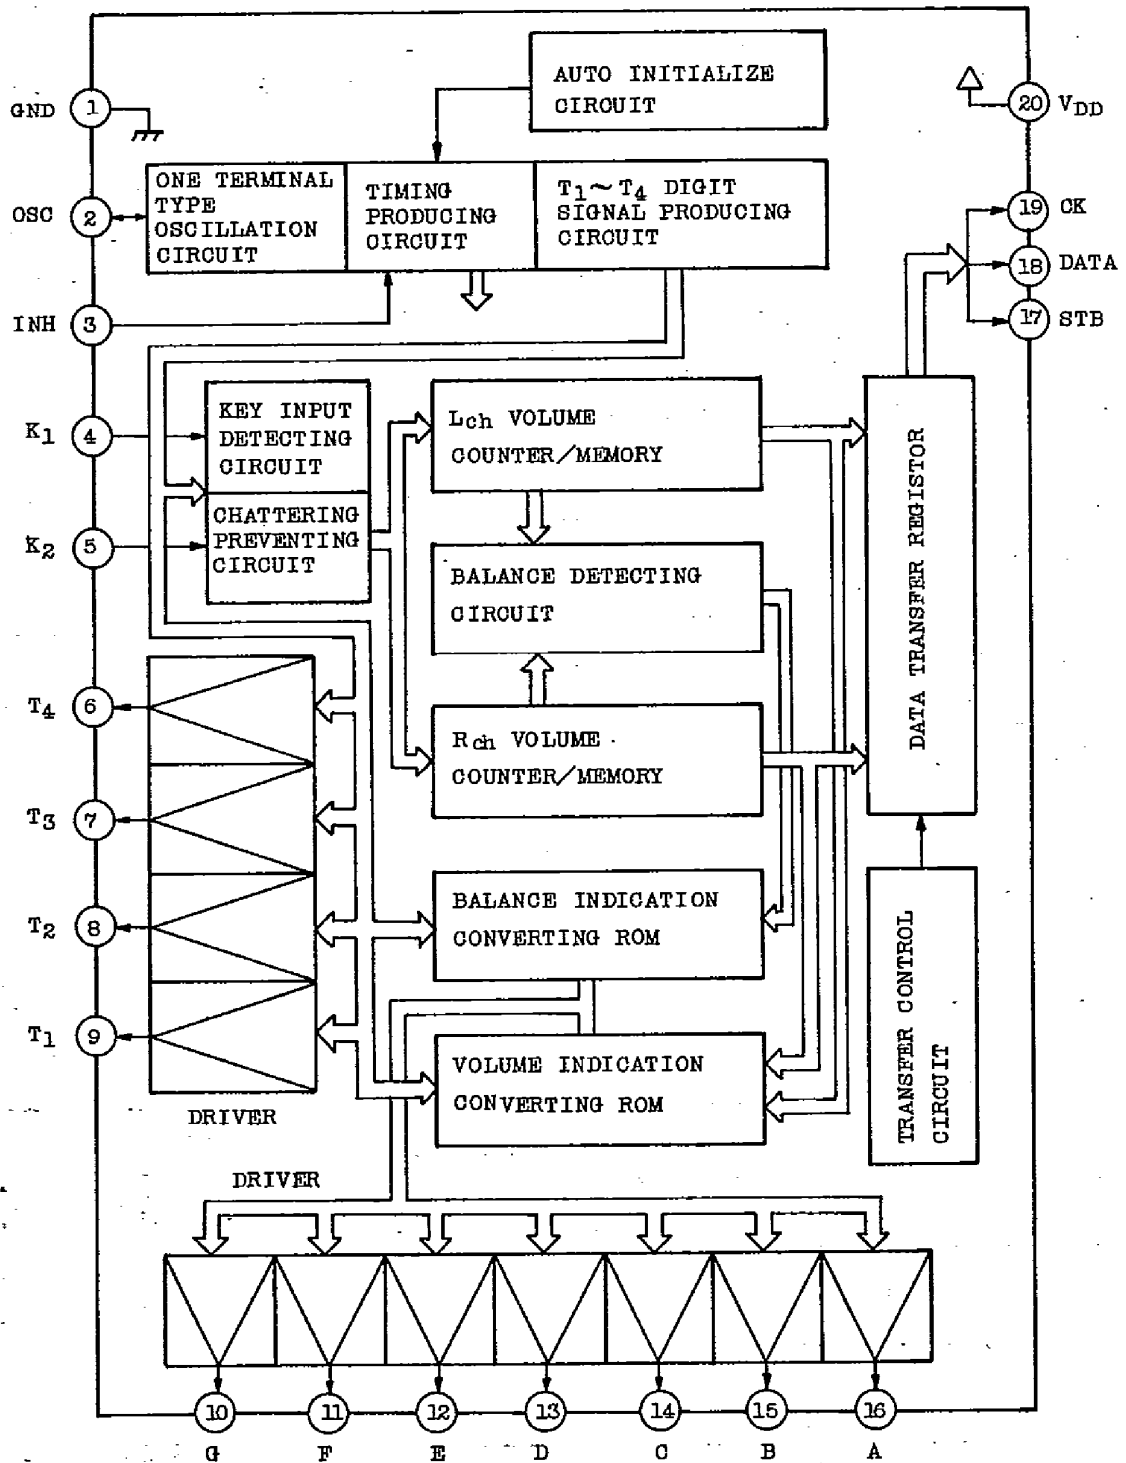 AUTO INITIALIZE
CIRCUIT
GND
1
20
VDD
ONE TERMINAL
TYPE
OSCILLATION
CIRCUIT
TIMING
PRODUCING
CIRCUIT
T1~T4 DIGIT
SIGNAL PRODUCING
CIRCUIT
OSC
2
19
CK
18
DATA
INH
3
17
STB
K1
4
KEY INPUT
DETECTING
CIRCUIT
Lch VOLUME
COUNTER/MEMORY
K2
5
CHATTERING
PREVENTING
CIRCUIT
BALANCE DETECTING
CIRCUIT
DATA TRANSFER REGISTOR
T4
6
Rch VOLUME
COUNTER/MEMORY
T3
7
T2
8
BALANCE INDICATION
CONVERTING ROM
T1
9
VOLUME INDICATION
CONVERTING ROM
TRANSFER CONTROL
CIRCUIT
DRIVER
DRIVER
10
11
12
13
14
15
16
G
F
E
D
C
B
A